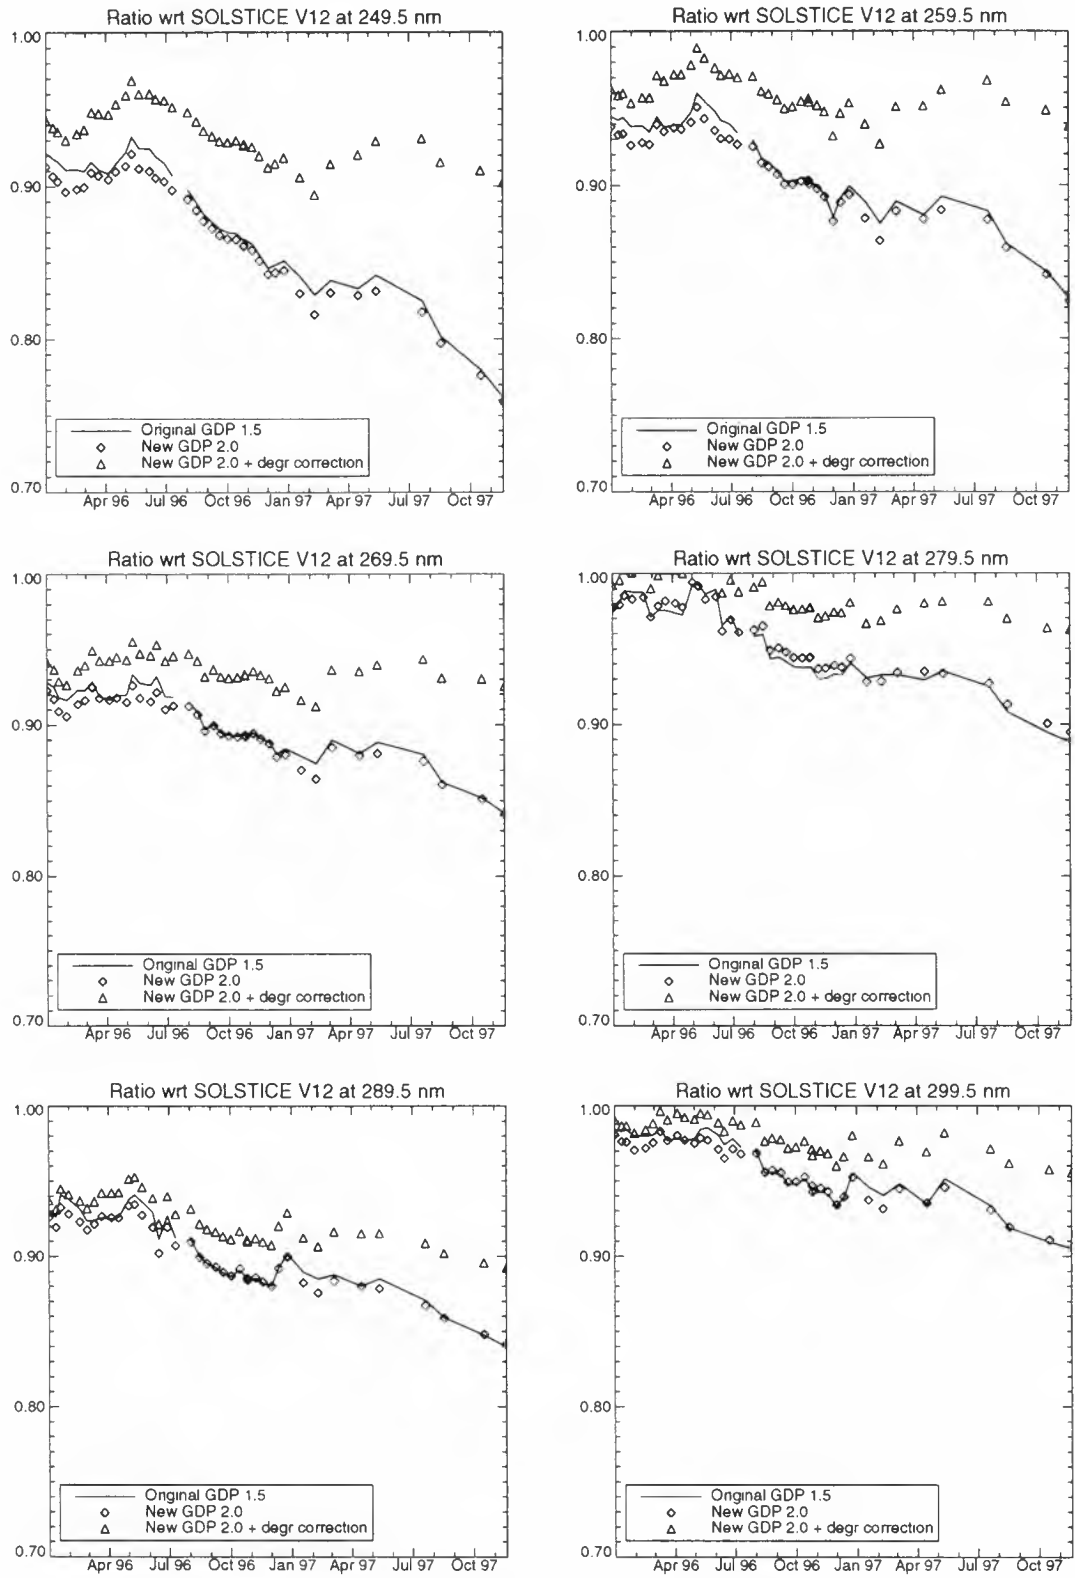 Ratio wrt SOLSTICE V12 at 249.5 nm
1.00
0.90
0.80
0.70
Original GDP 1.5
New GDP 2.0
New GDP 2.0 + degr correction
Apr 96 Jul 96 Oct 96 Jan 97 Apr 97 Jul 97 Oct 97
Ratio wrt SOLSTICE V12 at 259.5 nm
1.00
0.90
0.80
0.70
Original GDP 1.5
New GDP 2.0
New GDP 2.0 + degr correction
Apr 96 Jul 96 Oct 96 Jan 97 Apr 97 Jul 97 Oct 97
Ratio wrt SOLSTICE V12 at 269.5 nm
1.00
0.90
0.80
0.70
Original GDP 1.5
New GDP 2.0
New GDP 2.0 + degr correction
Apr 96 Jul 96 Oct 96 Jan 97 Apr 97 Jul 97 Oct 97
Ratio wrt SOLSTICE V12 at 279.5 nm
1.00
0.90
0.80
0.70
Original GDP 1.5
New GDP 2.0
New GDP 2.0 + degr correction
Apr 96 Jul 96 Oct 96 Jan 97 Apr 97 Jul 97 Oct 97
Ratio wrt SOLSTICE V12 at 289.5 nm
1.00
0.90
0.80
0.70
Original GDP 1.5
New GDP 2.0
New GDP 2.0 + degr correction
Apr 96 Jul 96 Oct 96 Jan 97 Apr 97 Jul 97 Oct 97
Ratio wrt SOLSTICE V12 at 299.5 nm
1.00
0.90
0.80
0.70
Original GDP 1.5
New GDP 2.0
New GDP 2.0 + degr correction
Apr 96 Jul 96 Oct 96 Jan 97 Apr 97 Jul 97 Oct 97